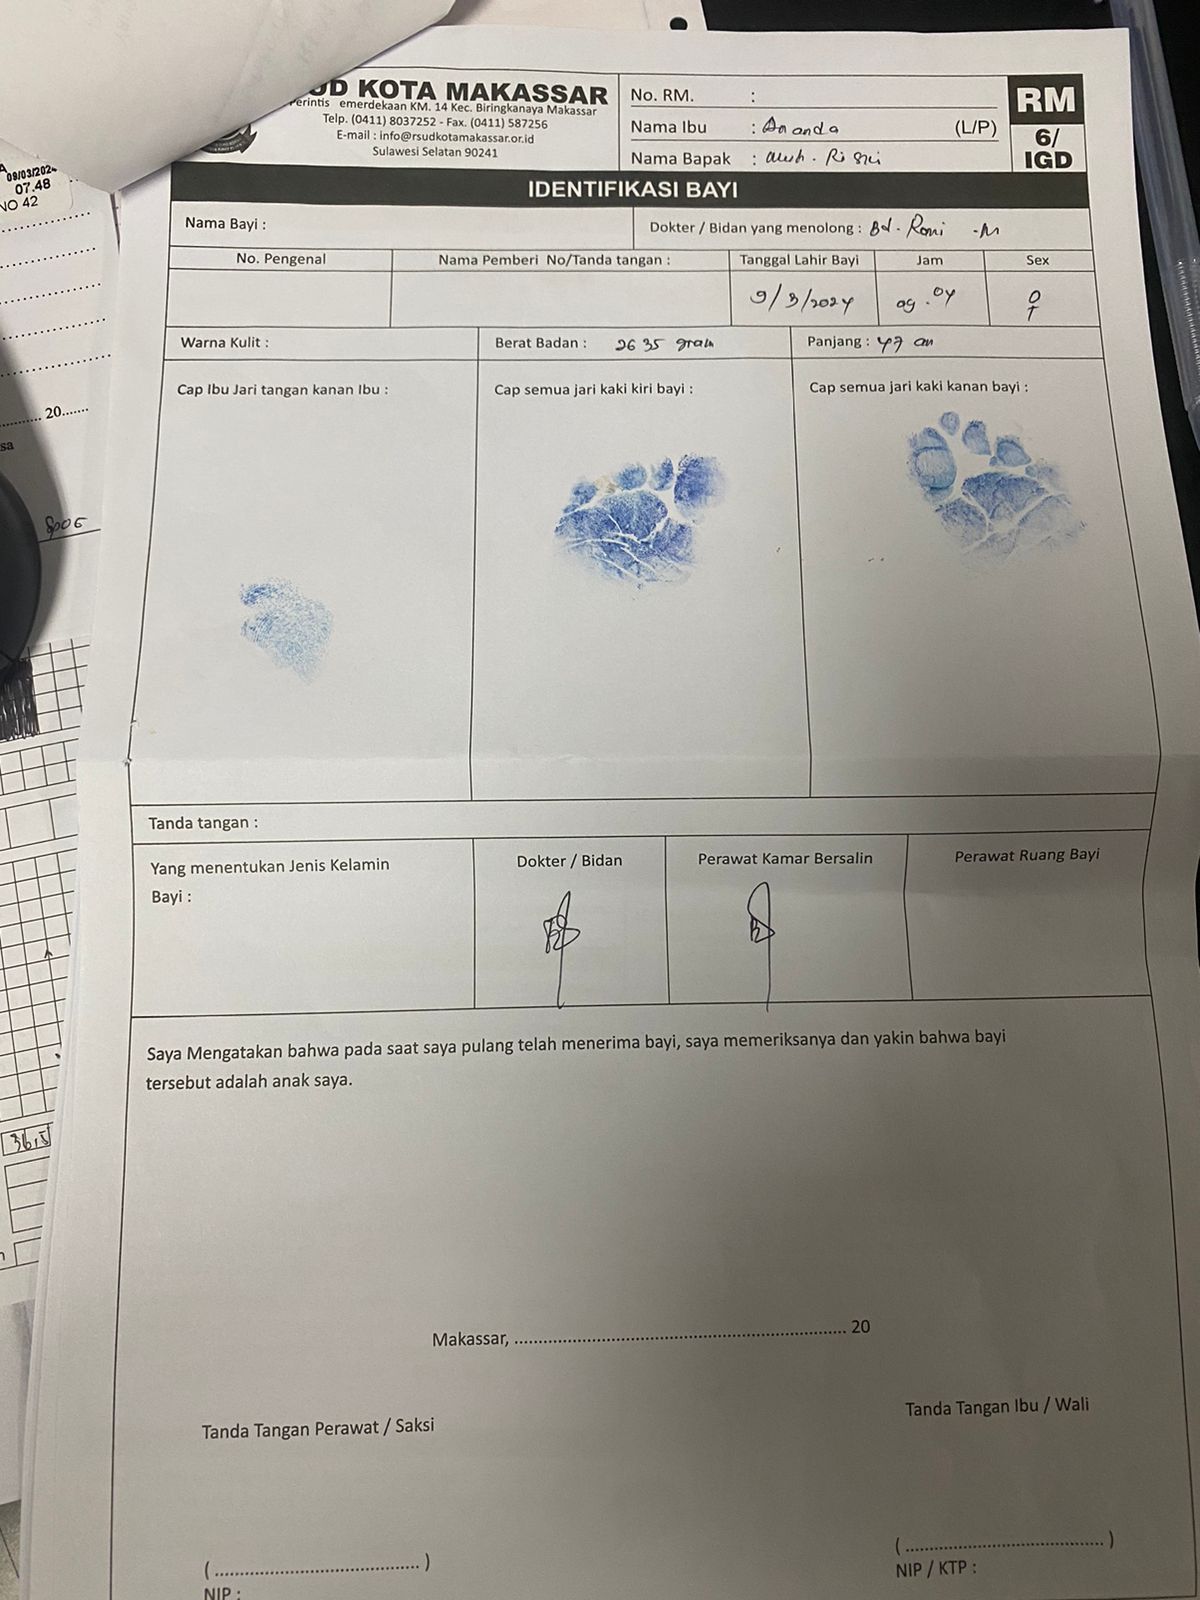 UD KOTA MAKASSAR
Perintis emerdekaan KM. 14 Kec. Biringkanaya Makassar
Telp. (0411) 8037252 - Fax. (0411) 587256
E-mail : info@rsudkotamakassar.or.id
Sulawesi Selatan 90241
No. RM. :
Nama Ibu : Ananda (L/P)
Nama Bapak :
RM
6/
IGD
IDENTIFIKASI BAYI
Nama Bayi :
Dokter / Bidan yang menolong : Bd. Romi
No. Pengenal
Nama Pemberi No/Tanda tangan :
Tanggal Lahir Bayi
Jam
Sex
9/3/2024
09.04
♀
Warna Kulit :
Berat Badan : 2635 gram
Panjang : 47 cm
Cap Ibu Jari tangan kanan Ibu :
Cap semua jari kaki kiri bayi :
Cap semua jari kaki kanan bayi :
Tanda tangan :
Yang menentukan Jenis Kelamin
Bayi :
Dokter / Bidan
Perawat Kamar Bersalin
Perawat Ruang Bayi
Saya Mengatakan bahwa pada saat saya pulang telah menerima bayi, saya memeriksanya dan yakin bahwa bayi
tersebut adalah anak saya.
Makassar, ................................................................ 20
Tanda Tangan Perawat / Saksi
Tanda Tangan Ibu / Wali
( ........................................ )
NIP :
( ...................................... )
NIP / KTP :
09/03/202
07.48
NO 42
20.......
sa
36,5